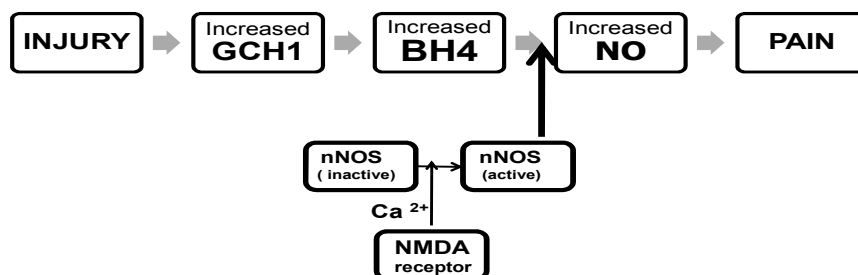 INJURY
Increased
GCH1
Increased
BH4
Increased
NO
PAIN
nNOS
( inactive)
nNOS
(active)
Ca 2+
NMDA
receptor